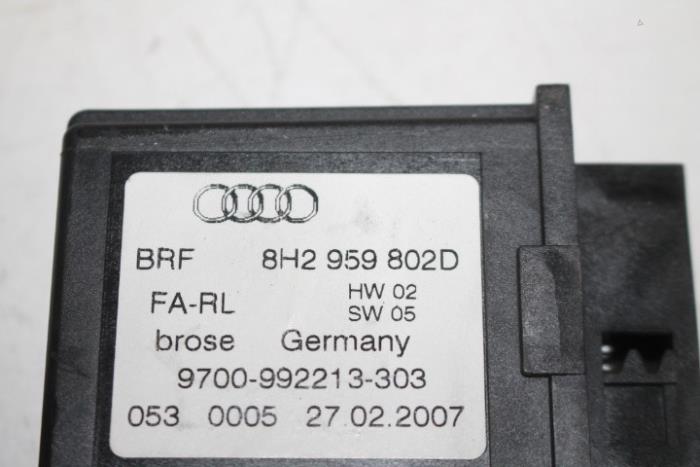 BRF 8H2 959 802D
FA-RL HW 02
SW 05
brose Germany
9700-992213-303
053 0005 27.02.2007